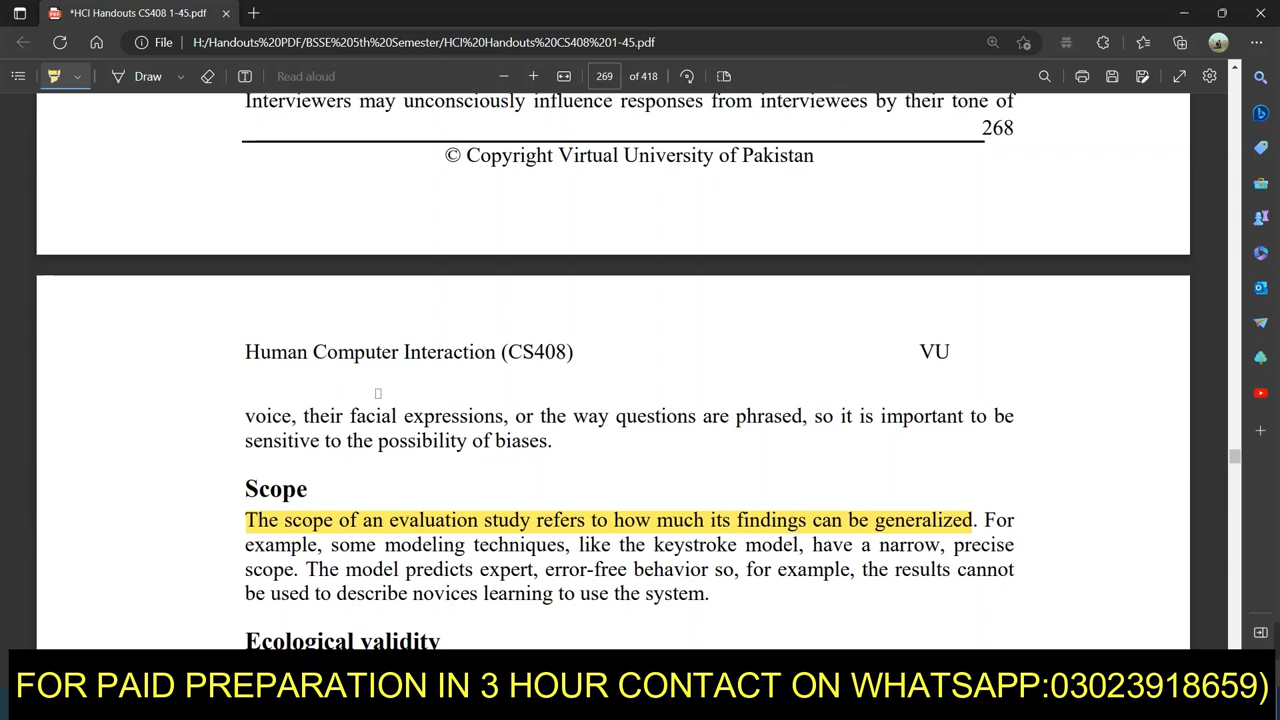 *HCI Handouts CS408 1-45.pdf
File H:/Handouts%20PDF/BSSE%205th%20Semester/HCI%20Handouts%20CS408%201-45.pdf
Draw Read aloud 269 of 418
Interviewers may unconsciously influence responses from interviewees by their tone of
268
© Copyright Virtual University of Pakistan
Human Computer Interaction (CS408) VU
voice, their facial expressions, or the way questions are phrased, so it is important to be
sensitive to the possibility of biases.
Scope
The scope of an evaluation study refers to how much its findings can be generalized. For
example, some modeling techniques, like the keystroke model, have a narrow, precise
scope. The model predicts expert, error-free behavior so, for example, the results cannot
be used to describe novices learning to use the system.
Ecological validity
FOR PAID PREPARATION IN 3 HOUR CONTACT ON WHATSAPP:03023918659)